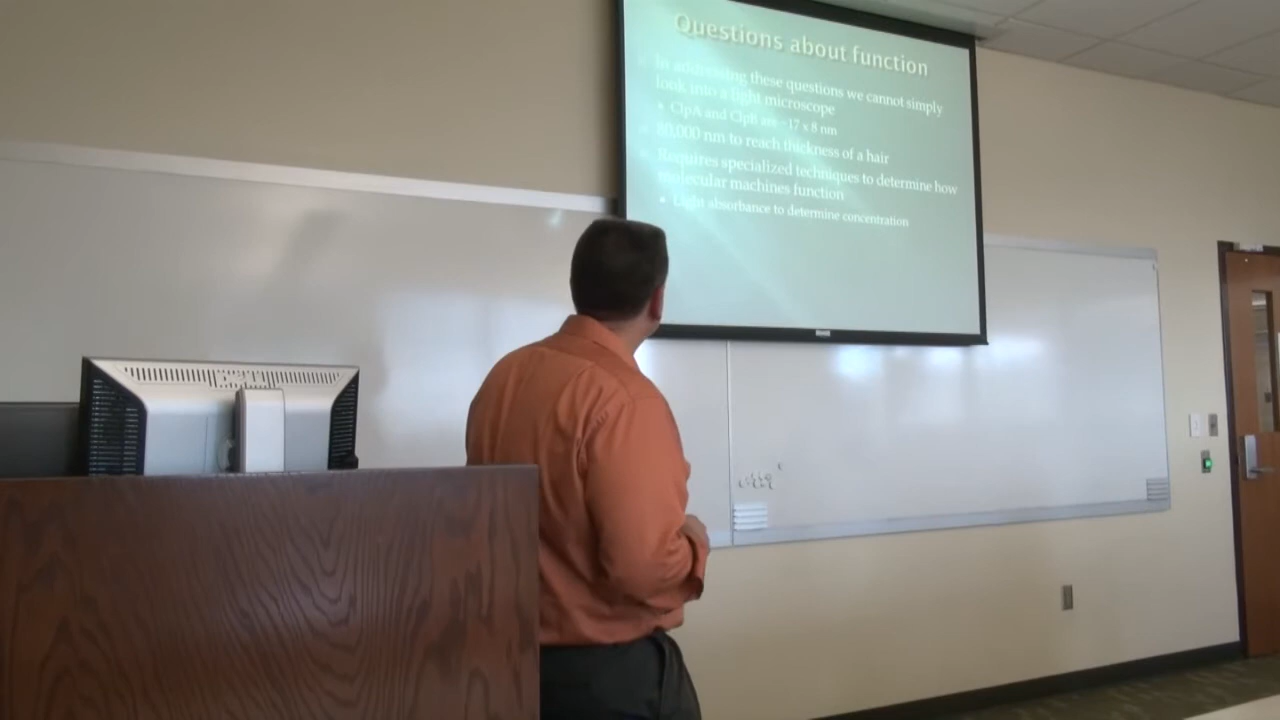 Questions about function
In addressing these questions we cannot simply
look into a light microscope
ClpA and ClpB are ~17 x 8 nm
80,000 nm to reach thickness of a hair
Requires specialized techniques to determine how
molecular machines function
Light absorbance to determine concentration